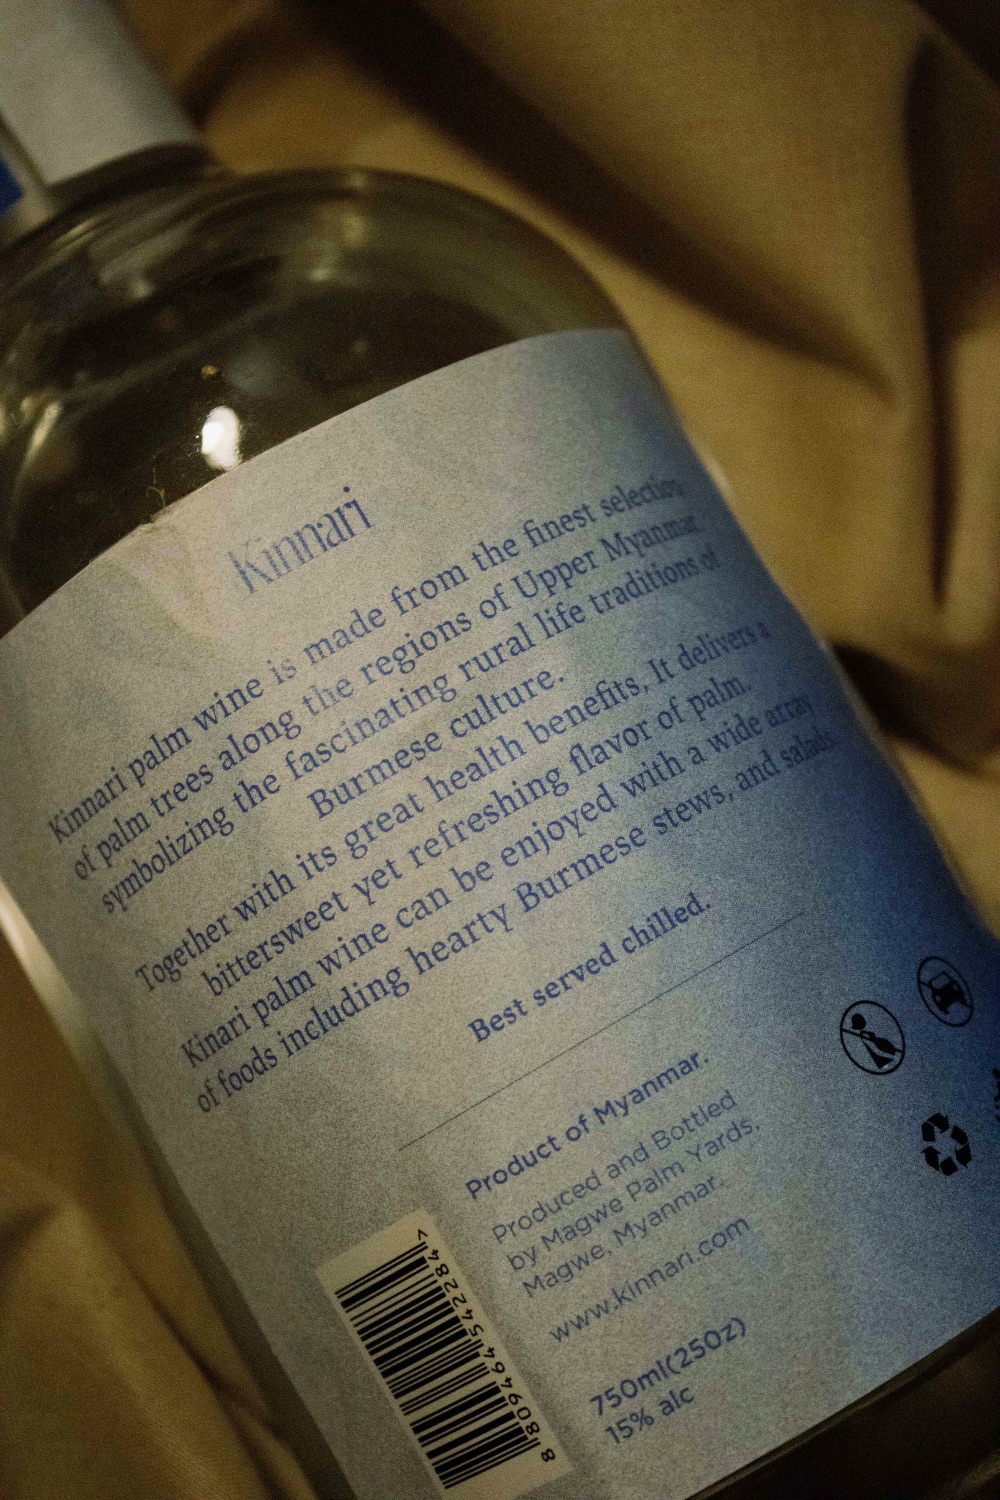 Kinnari
Kinnari palm wine is made from the finest selection
of palm trees along the regions of Upper Myanmar
symbolizing the fascinating rural life traditions of
Burmese culture.
Together with its great health benefits, It delivers a
bittersweet yet refreshing flavor of palm.
Kinari palm wine can be enjoyed with a wide array
of foods including hearty Burmese stews, and salads.
Best served chilled.
Product of Myanmar.
Produced and Bottled
by Magwe Palm Yards,
Magwe, Myanmar.
www.kinnari.com
750ml(25Oz)
15% alc
8 809464 542284 >